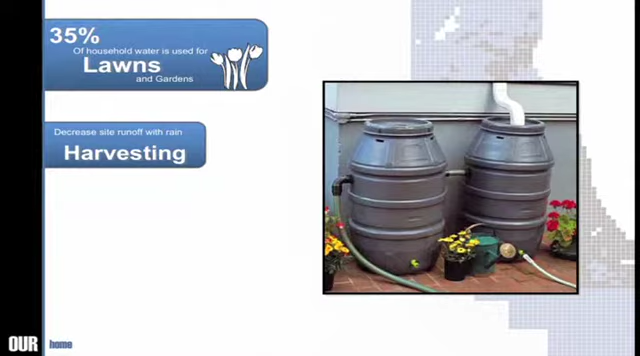 35%
Of household water is used for
Lawns
and Gardens
Decrease site runoff with rain
Harvesting
OUR home